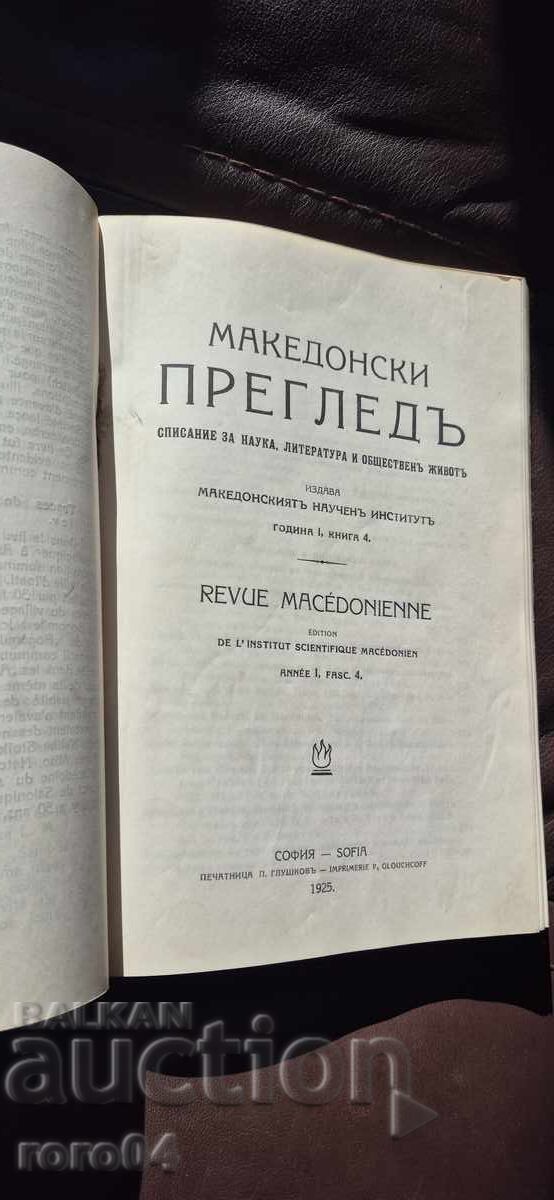 МАКЕДОНСКИ
ПРЕГЛЕДЪ
СПИСАНИЕ ЗА НАУКА, ЛИТЕРАТУРА И ОБЩЕСТВЕНЪ ЖИВОТЪ
ИЗДАВА
МАКЕДОНСКИЯТЪ НАУЧЕНЪ ИНСТИТУТЪ
ГОДИНА I, КНИГА 4.
REVUE MACÉDONIENNE
EDITION
DE L'INSTITUT SCIENTIFIQUE MACÉDONIEN
ANNÉE I, FASC. 4.
СОФИЯ — SOFIA
ПЕЧАТНИЦА П. ГЛУШКОВЪ — IMPRIMERIE P. GLOUCHCOFF
1925.
BALKAN
auction
roro04